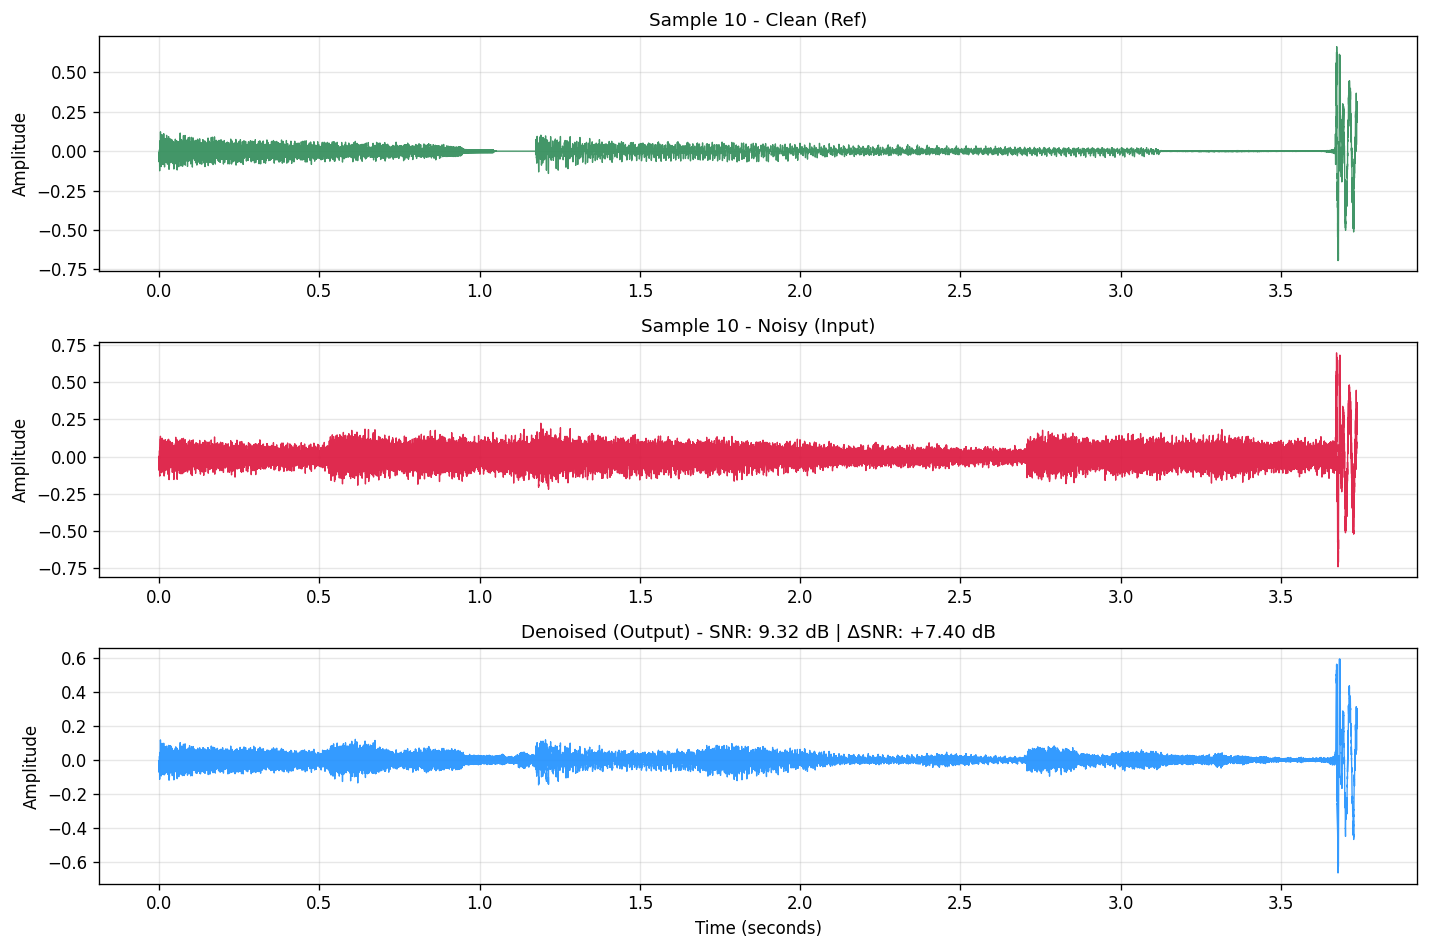 Sample 10 - Clean (Ref)
Amplitude
0.50
0.25
0.00
−0.25
−0.50
−0.75
0.0 0.5 1.0 1.5 2.0 2.5 3.0 3.5
Sample 10 - Noisy (Input)
Amplitude
0.75
0.50
0.25
0.00
−0.25
−0.50
−0.75
0.0 0.5 1.0 1.5 2.0 2.5 3.0 3.5
Denoised (Output) - SNR: 9.32 dB | ΔSNR: +7.40 dB
Amplitude
0.6
0.4
0.2
0.0
−0.2
−0.4
−0.6
0.0 0.5 1.0 1.5 2.0 2.5 3.0 3.5
Time (seconds)